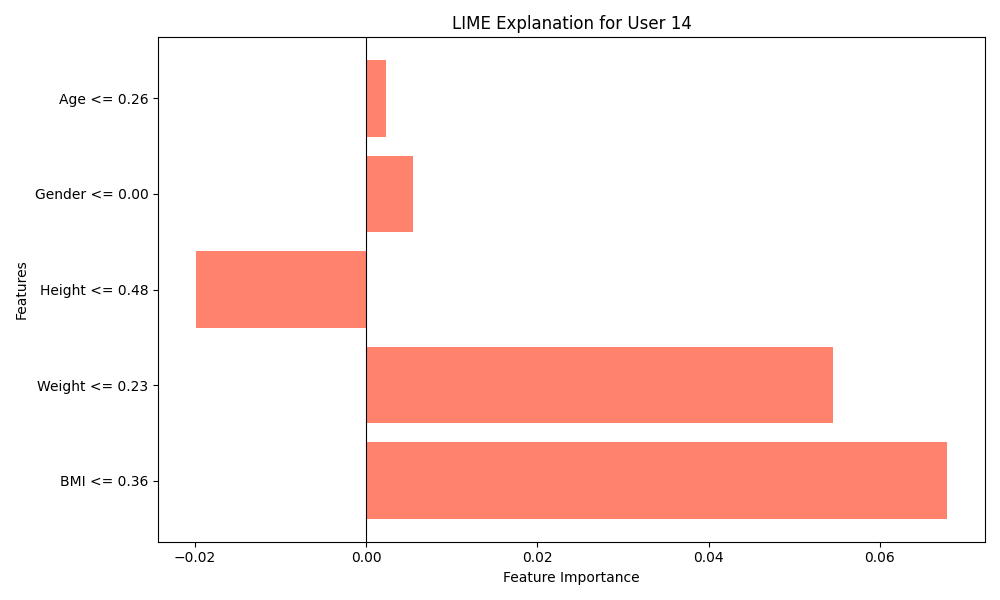 LIME Explanation for User 14
Age <= 0.26
Gender <= 0.00
Height <= 0.48
Weight <= 0.23
BMI <= 0.36
Features
−0.02 0.00 0.02 0.04 0.06
Feature Importance